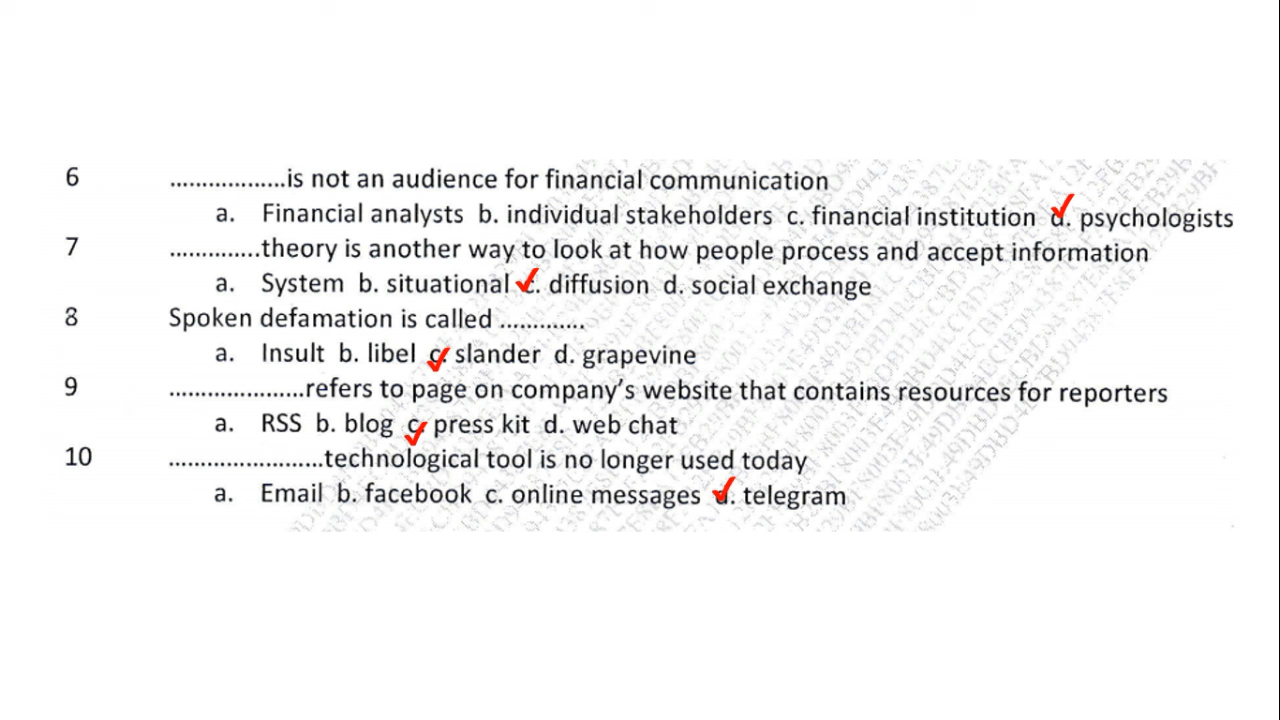 6 ..................is not an audience for financial communication
a. Financial analysts b. individual stakeholders c. financial institution d. psychologists
7 ..............theory is another way to look at how people process and accept information
a. System b. situational c. diffusion d. social exchange
8 Spoken defamation is called .............
a. Insult b. libel c. slander d. grapevine
9 .....................refers to page on company's website that contains resources for reporters
a. RSS b. blog c. press kit d. web chat
10 ........................technological tool is no longer used today
a. Email b. facebook c. online messages d. telegram